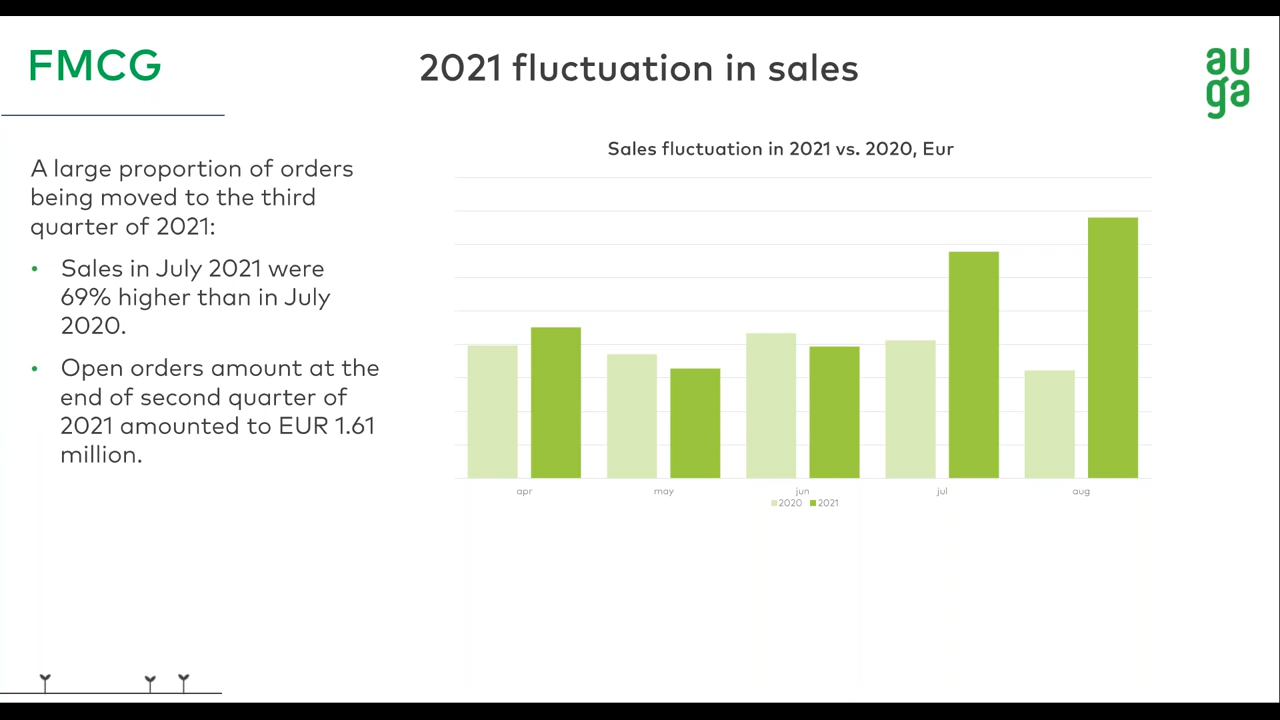 FMCG
2021 fluctuation in sales
au
ga
A large proportion of orders
being moved to the third
quarter of 2021:
• Sales in July 2021 were
69% higher than in July
2020.
• Open orders amount at the
end of second quarter of
2021 amounted to EUR 1.61
million.
Sales fluctuation in 2021 vs. 2020, Eur
apr may jun jul aug
2020 2021